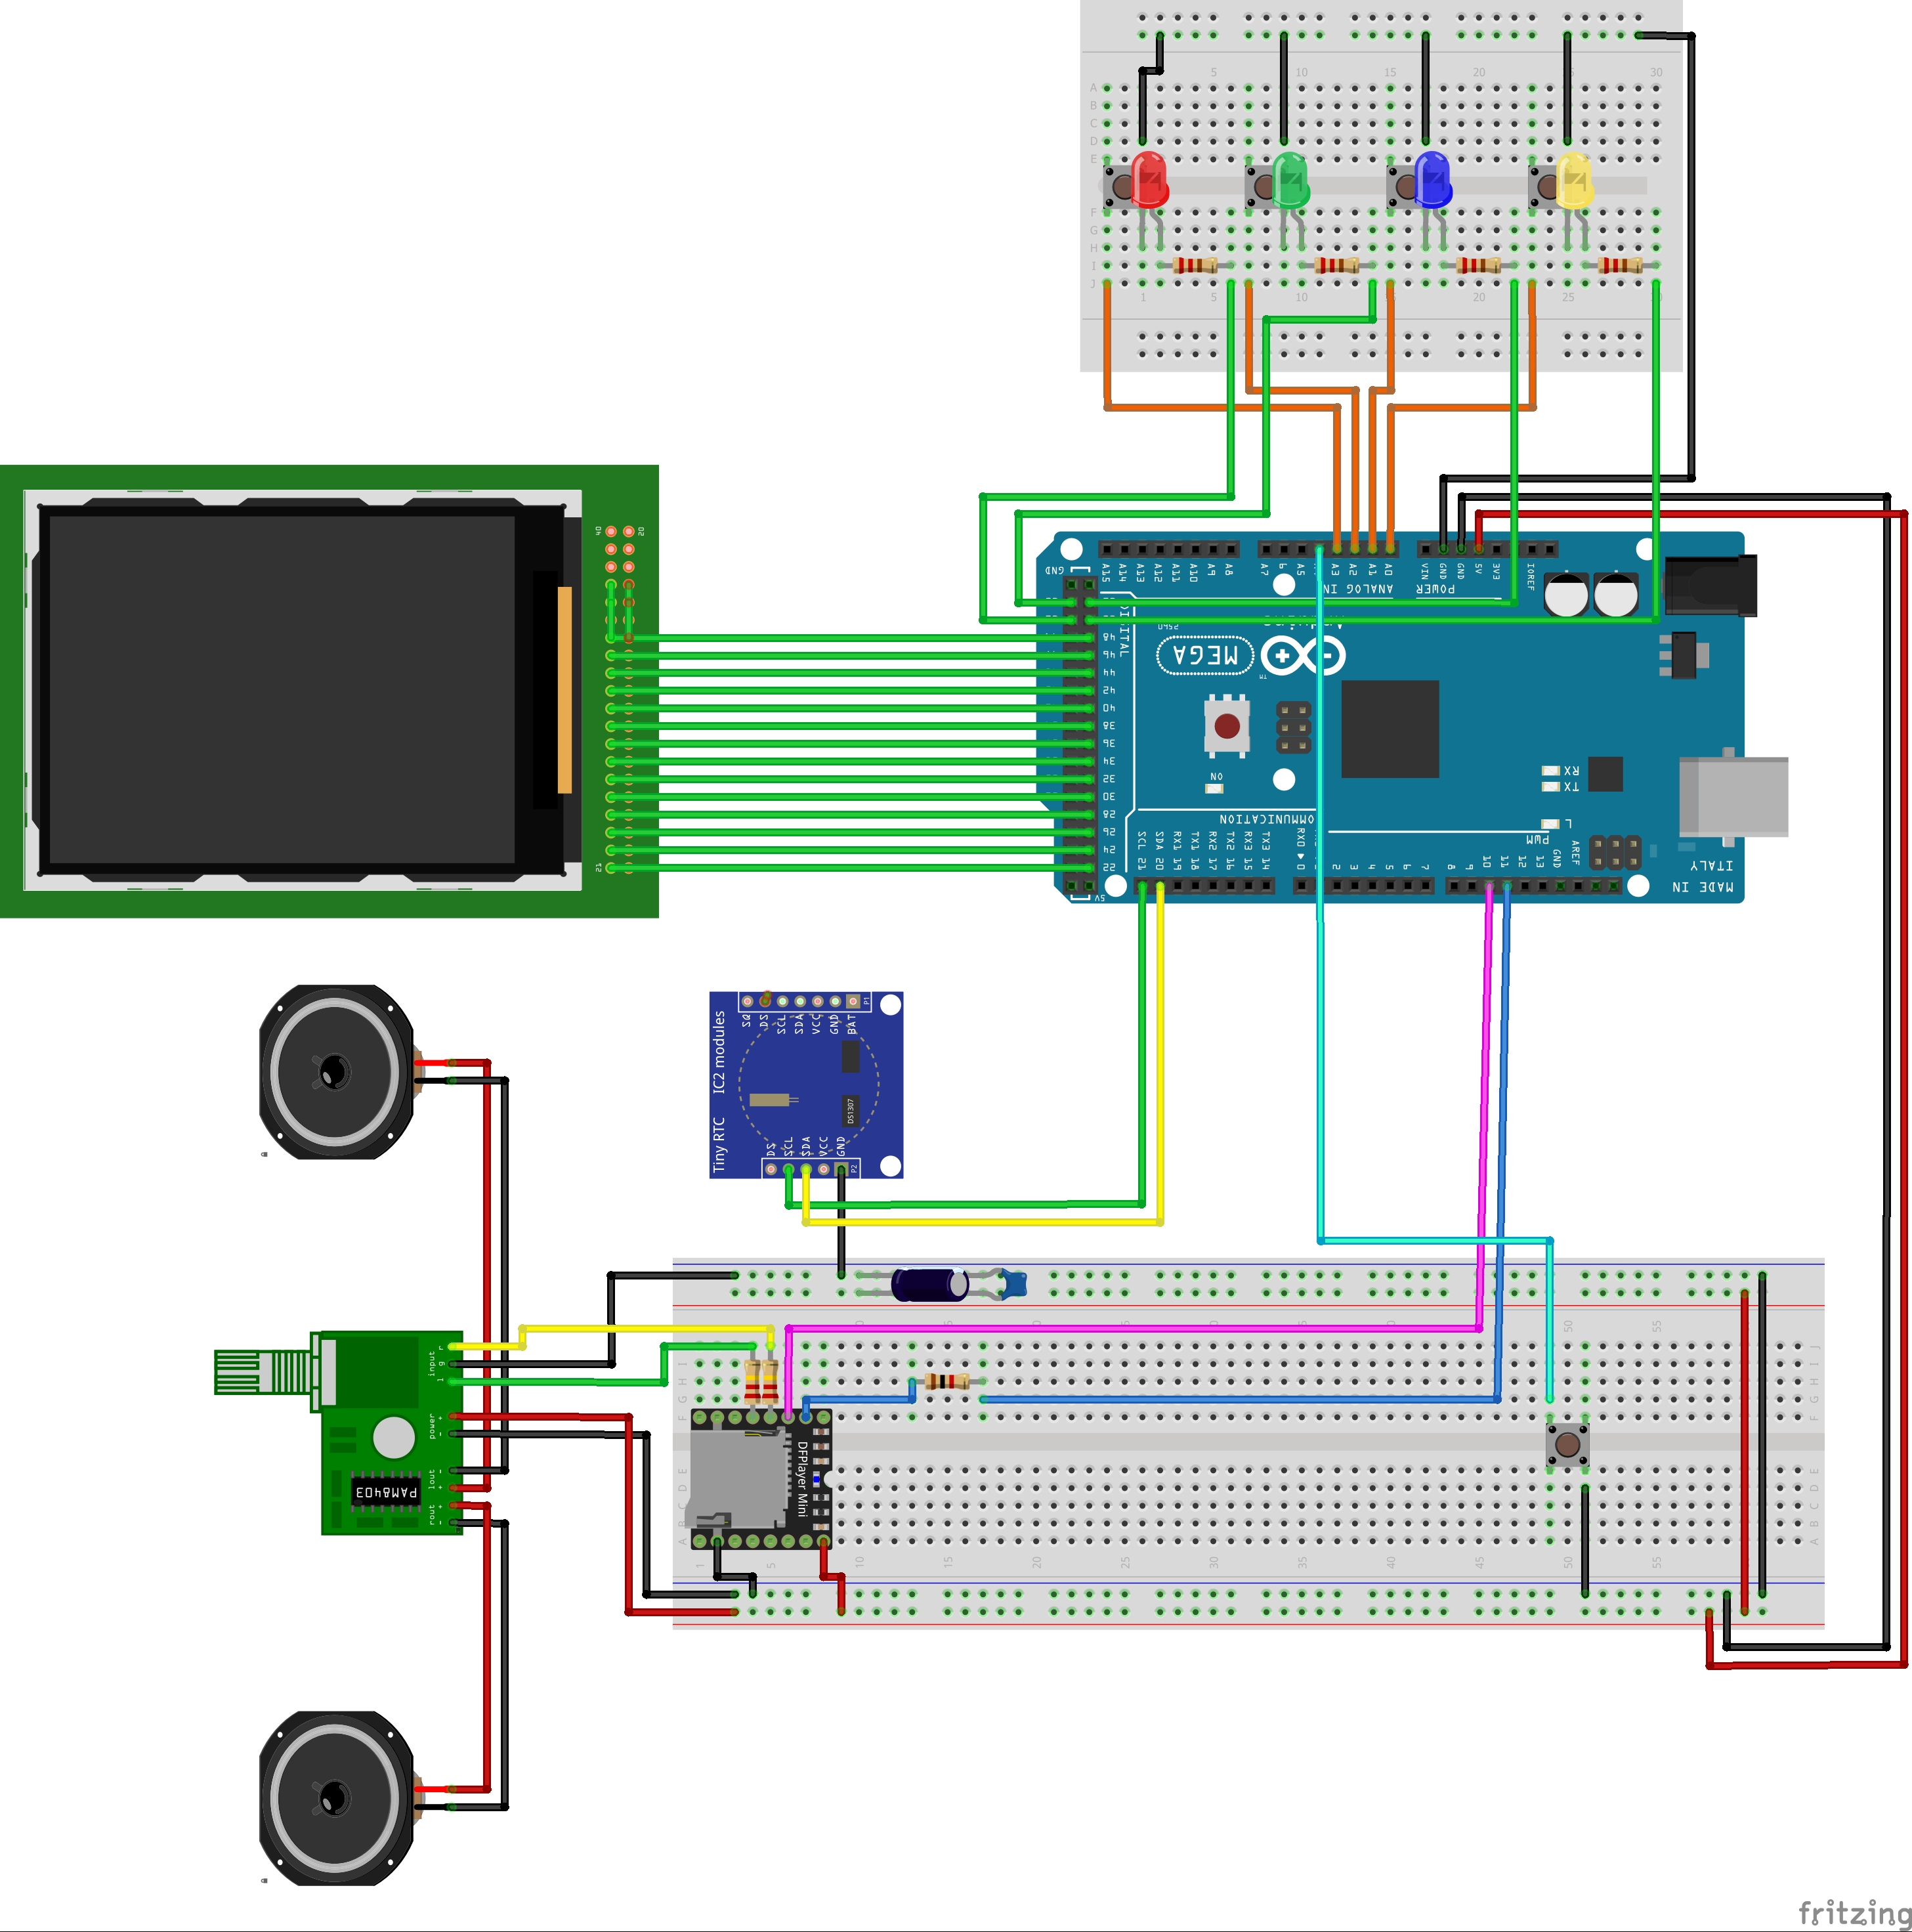 5 10 15 20 25 30
A
B
C
D
E
F
G
H
I
J
1 5 10 15 20 25 30
40 20
21
A15 A14 A13 A12 A11 A10 A9 A8 A7 A5 A3 A2 A1 A0 VIN GND GND 5V 3V3 IOREF
GND
ANALOG IN
POWER
MEGA
2560
TM
48
46
44
42
40
38
36
34
32
30
28
26
24
22
5V
ON
RX
TX
L
PWM
SCL 21 SDA 20 RX1 19 TX1 18 RX2 17 TX2 16 RX3 15 TX3 14 RX0 0 2 3 4 5 6 7 8 9 10 11 12 13 GND AREF
MADE IN
ITALY
SQ DS SCL SDA VCC GND BAT
P1
Tiny RTC IC2 modules
DS1307
DS SCL SDA VCC GND
P2
input
r
g
l
power
+
-
lout
-
+
rout
+
-
PAM8403
DFPlayer Mini
50 55
J
H
G
F
E
D
C
B
A
1 5 10 15 20 25 30 35 40 45 50 55
fritzing